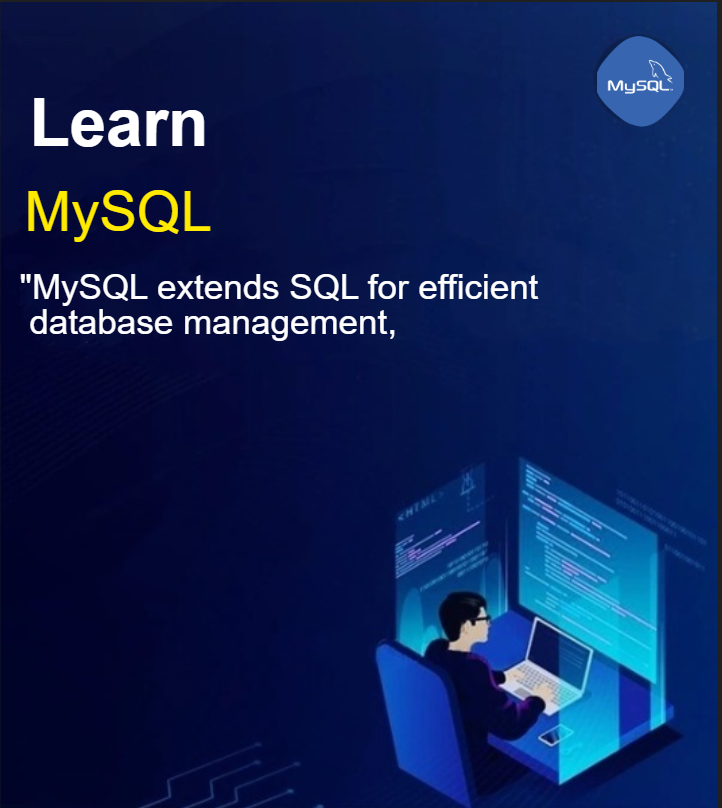 MySQL
Learn
MySQL
"MySQL extends SQL for efficient
database management,
<HTML>